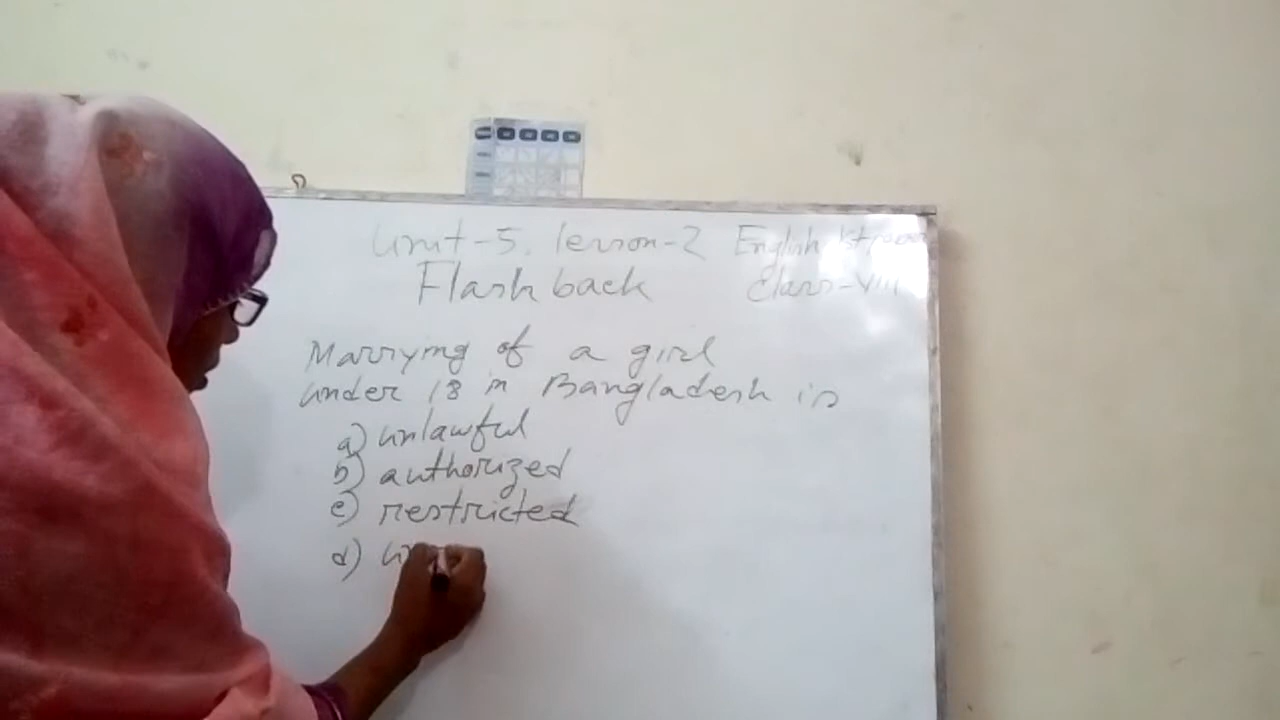 Unit-5. lesson-2 English 1st paper
Flash back Class-VIII
Marrying of a girl
under 18 in Bangladesh is
a) unlawful
b) authorized
c) restricted
d) un